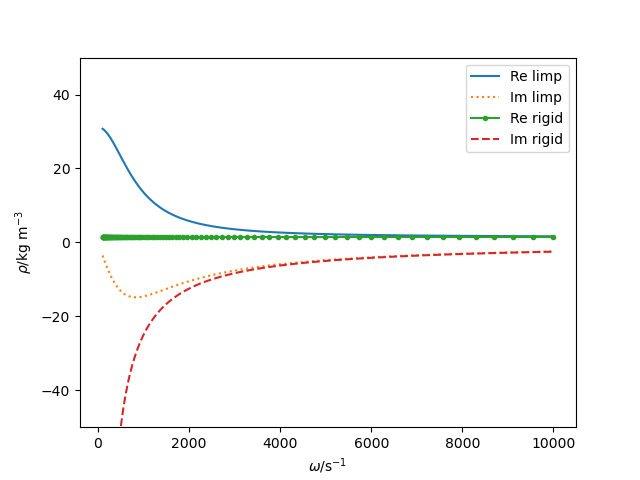 40
20
0
−20
−40
ρ/kg m⁻³
0
2000
4000
6000
8000
10000
ω/s⁻¹
Re limp
Im limp
Re rigid
Im rigid